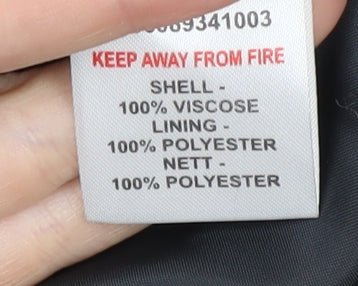 KEEP AWAY FROM FIRE
SHELL -
100% VISCOSE
LINING -
100% POLYESTER
NETT -
100% POLYESTER